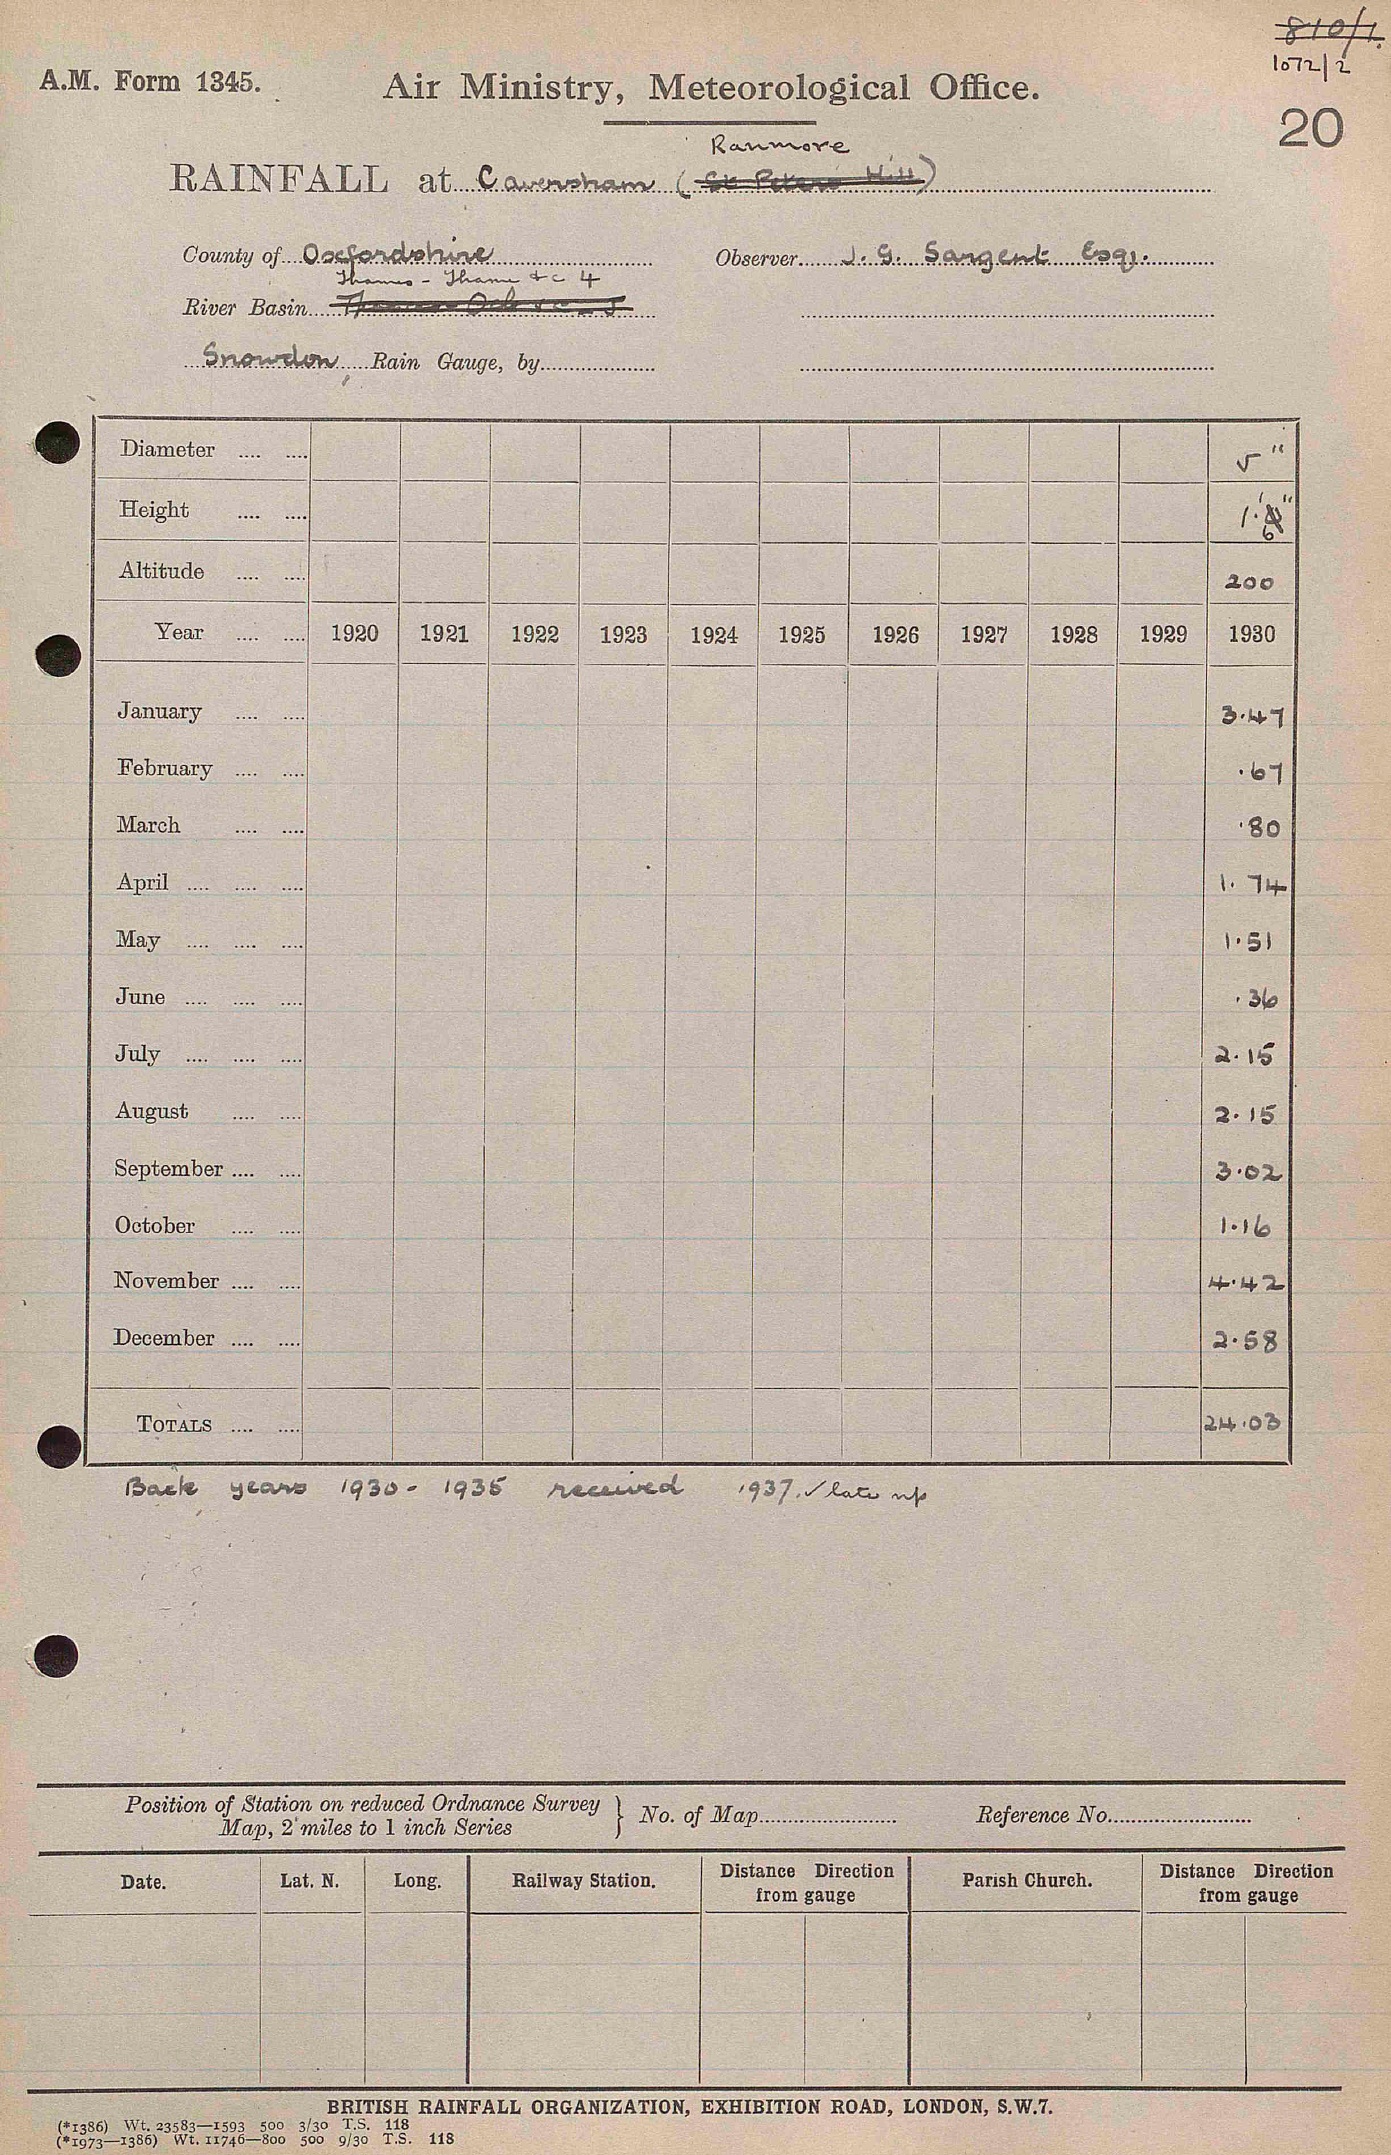 810/1.
1072/2
A.M. Form 1345.
Air Ministry, Meteorological Office.
20
Ranmore
RAINFALL at Caversham (St Peters Hill)
County of Oxfordshire Observer J. G. Sargent Esq.
Thames - Thame &c 4
River Basin
Snowdon Rain Gauge, by
Diameter .... .... 5"
Height .... .... 1' 6"
Altitude .... .... 200
Year .... .... 1920 1921 1922 1923 1924 1925 1926 1927 1928 1929 1930
January .... .... 3.47
February .... .... .67
March .... .... .80
April .... .... .... 1.74
May .... .... .... 1.51
June .... .... .... .36
July .... .... .... 2.15
August .... .... 2.15
September .... .... 3.02
October .... .... 1.16
November .... .... 4.42
December .... .... 2.58
TOTALS .... .... 24.03
Back years 1930 - 1935 received 1937. late
Position of Station on reduced Ordnance Survey
Map, 2 miles to 1 inch Series } No. of Map Reference No.
Date. Lat. N. Long. Railway Station. Distance Direction from gauge Parish Church. Distance Direction from gauge
BRITISH RAINFALL ORGANIZATION, EXHIBITION ROAD, LONDON, S.W.7.
(*1386) Wt. 23583—1593 500 3/30 T.S. 118
(*1973—1386) Wt. 11746—800 500 9/30 T.S. 118